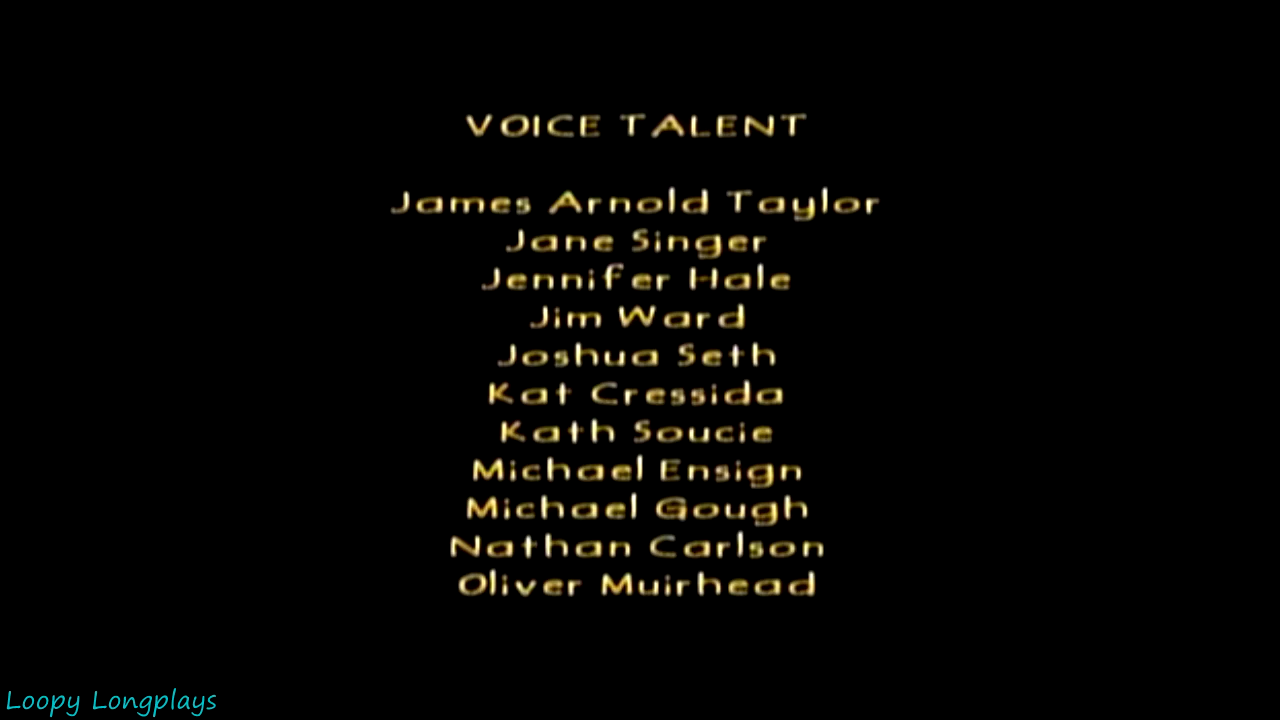 VOICE TALENT
James Arnold Taylor
Jane Singer
Jennifer Hale
Jim Ward
Joshua Seth
Kat Cressida
Kath Soucie
Michael Ensign
Michael Gough
Nathan Carlson
Oliver Muirhead
Loopy Longplays